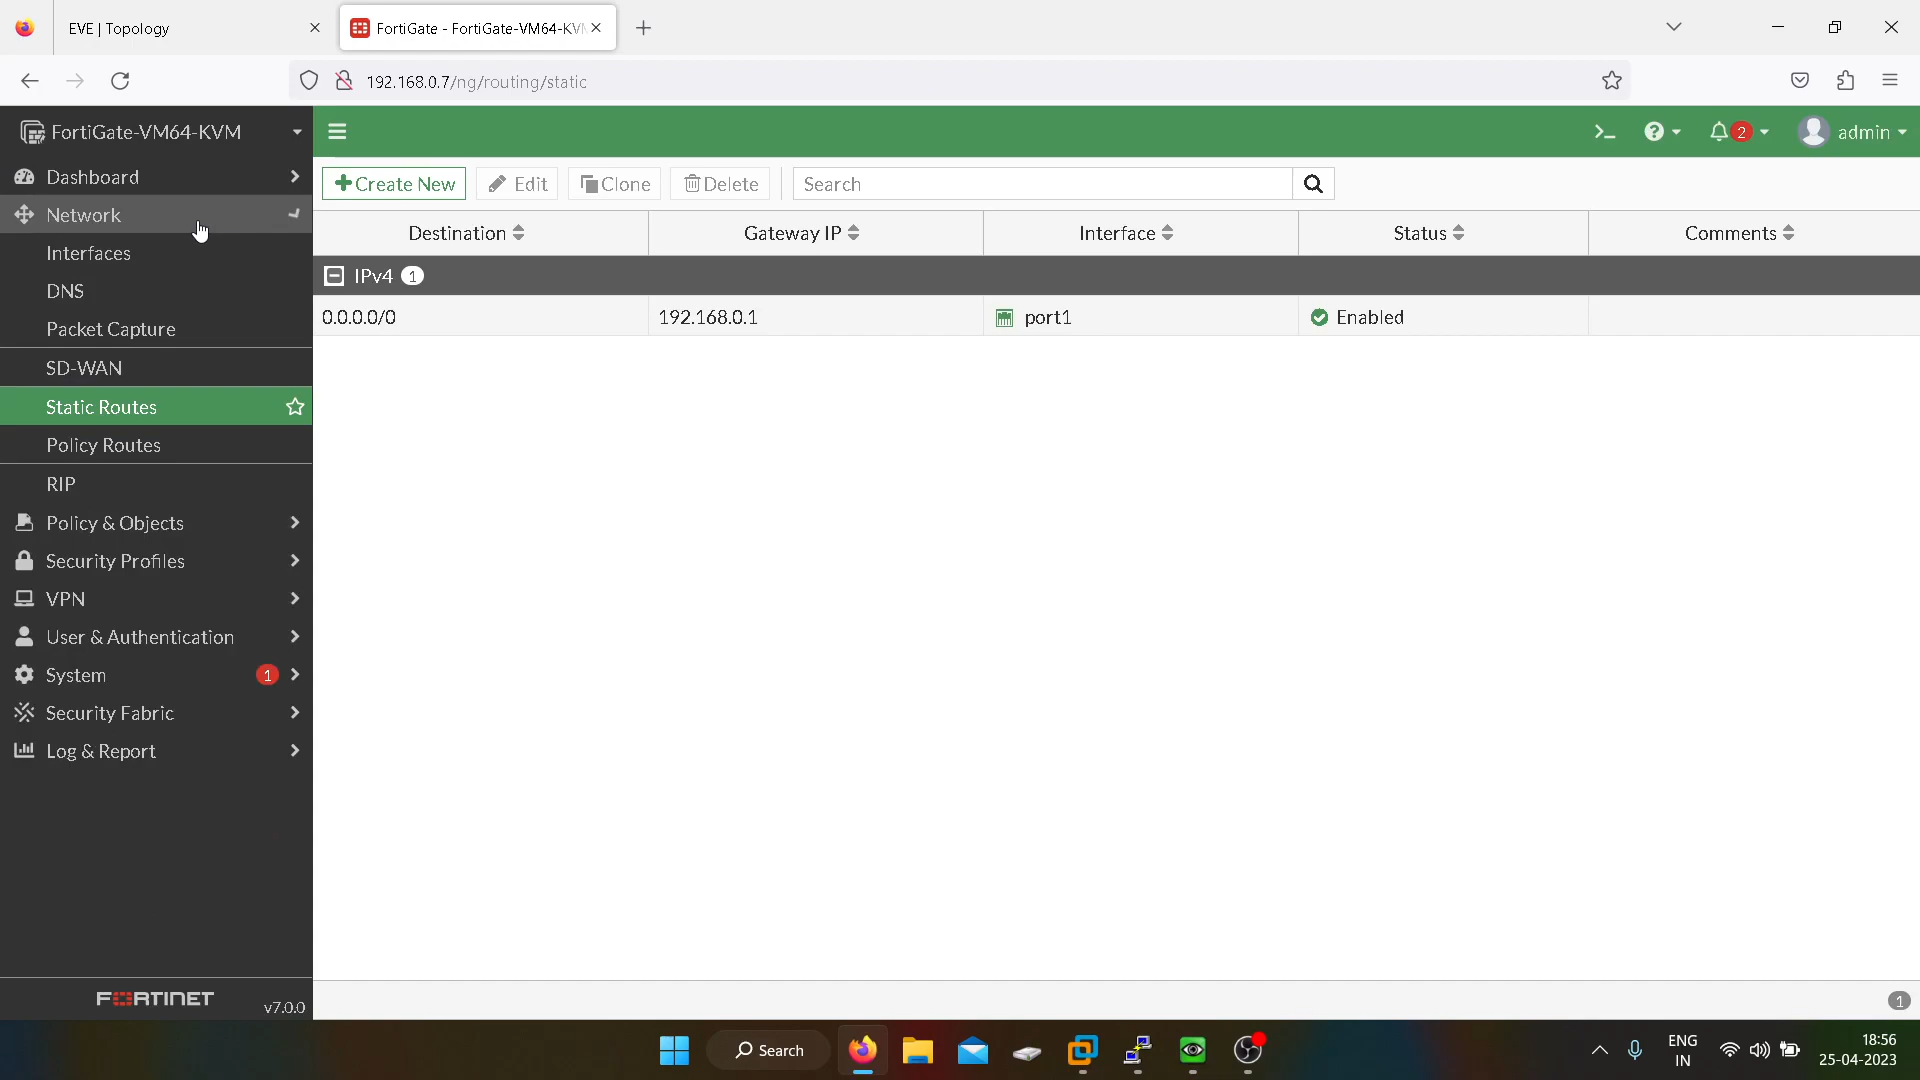 EVE | Topology
FortiGate - FortiGate-VM64-KV
192.168.0.7/ng/routing/static
FortiGate-VM64-KVM
2
admin
Dashboard
Network
Interfaces
DNS
Packet Capture
SD-WAN
Static Routes
Policy Routes
RIP
Policy & Objects
Security Profiles
VPN
User & Authentication
System 1
Security Fabric
Log & Report
FORTINET
v7.0.0
+Create New Edit Clone Delete Search
Destination Gateway IP Interface Status Comments
IPv4 1
0.0.0.0/0 192.168.0.1 port1 Enabled
1
Search
ENG
IN
18:56
25-04-2023